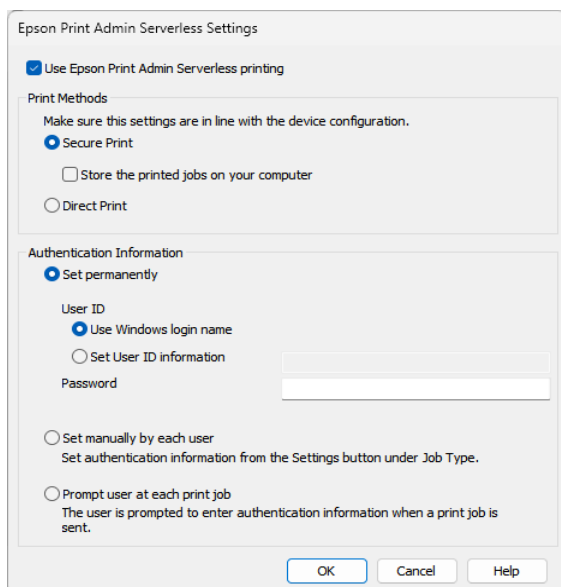 Epson Print Admin Serverless Settings
Use Epson Print Admin Serverless printing
Print Methods
Make sure this settings are in line with the device configuration.
Secure Print
Store the printed jobs on your computer
Direct Print
Authentication Information
Set permanently
User ID
Use Windows login name
Set User ID information
Password
Set manually by each user
Set authentication information from the Settings button under Job Type.
Prompt user at each print job
The user is prompted to enter authentication information when a print job is
sent.
OK Cancel Help